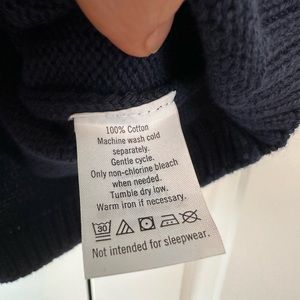 100% Cotton
Machine wash cold
separately.
Gentle cycle.
Only non-chlorine bleach
when needed.
Tumble dry low.
Warm iron if necessary.
30
Not intended for sleepwear.